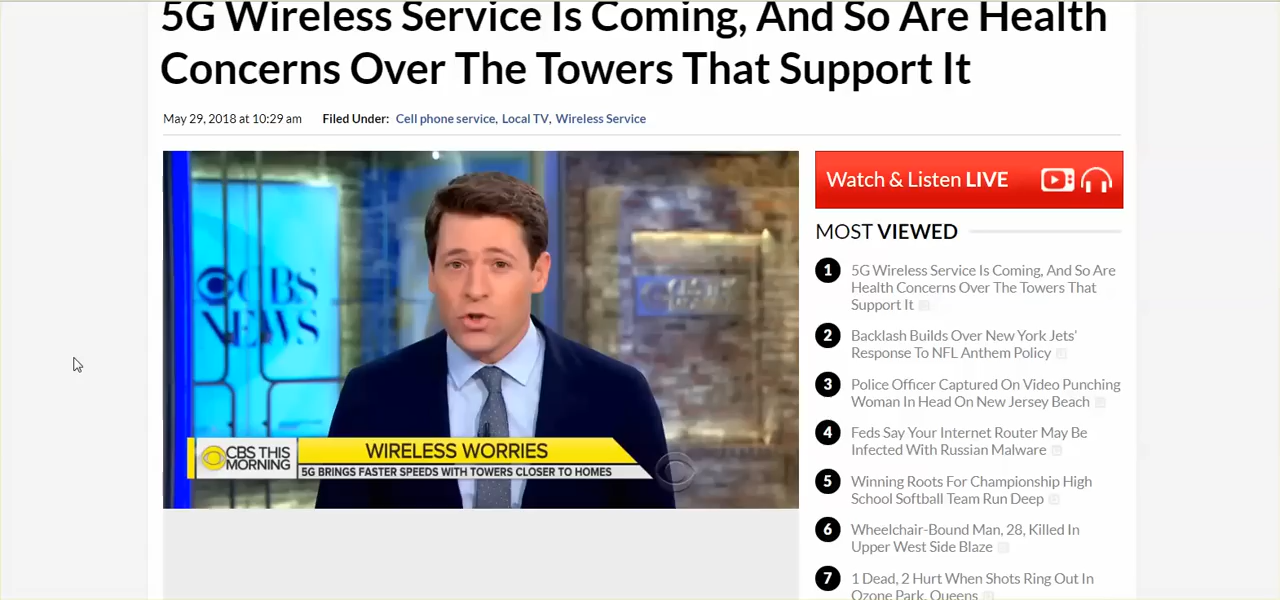 5G Wireless Service Is Coming, And So Are Health
Concerns Over The Towers That Support It
May 29, 2018 at 10:29 am Filed Under: Cell phone service, Local TV, Wireless Service
CBS
NEWS
WIRELESS WORRIES
CBS THIS
MORNING
5G BRINGS FASTER SPEEDS WITH TOWERS CLOSER TO HOMES
Watch & Listen LIVE
MOST VIEWED
1 5G Wireless Service Is Coming, And So Are
Health Concerns Over The Towers That
Support It
2 Backlash Builds Over New York Jets'
Response To NFL Anthem Policy
3 Police Officer Captured On Video Punching
Woman In Head On New Jersey Beach
4 Feds Say Your Internet Router May Be
Infected With Russian Malware
5 Winning Roots For Championship High
School Softball Team Run Deep
6 Wheelchair-Bound Man, 28, Killed In
Upper West Side Blaze
7 1 Dead, 2 Hurt When Shots Ring Out In
Ozone Park, Queens